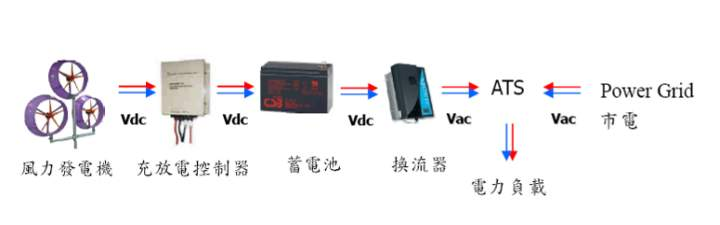 ATS
Power Grid
Vdc
Vdc
Vdc
Vac
Vac
市電
CSB
風力發電機
充放電控制器
蓄電池
換流器
電力負載